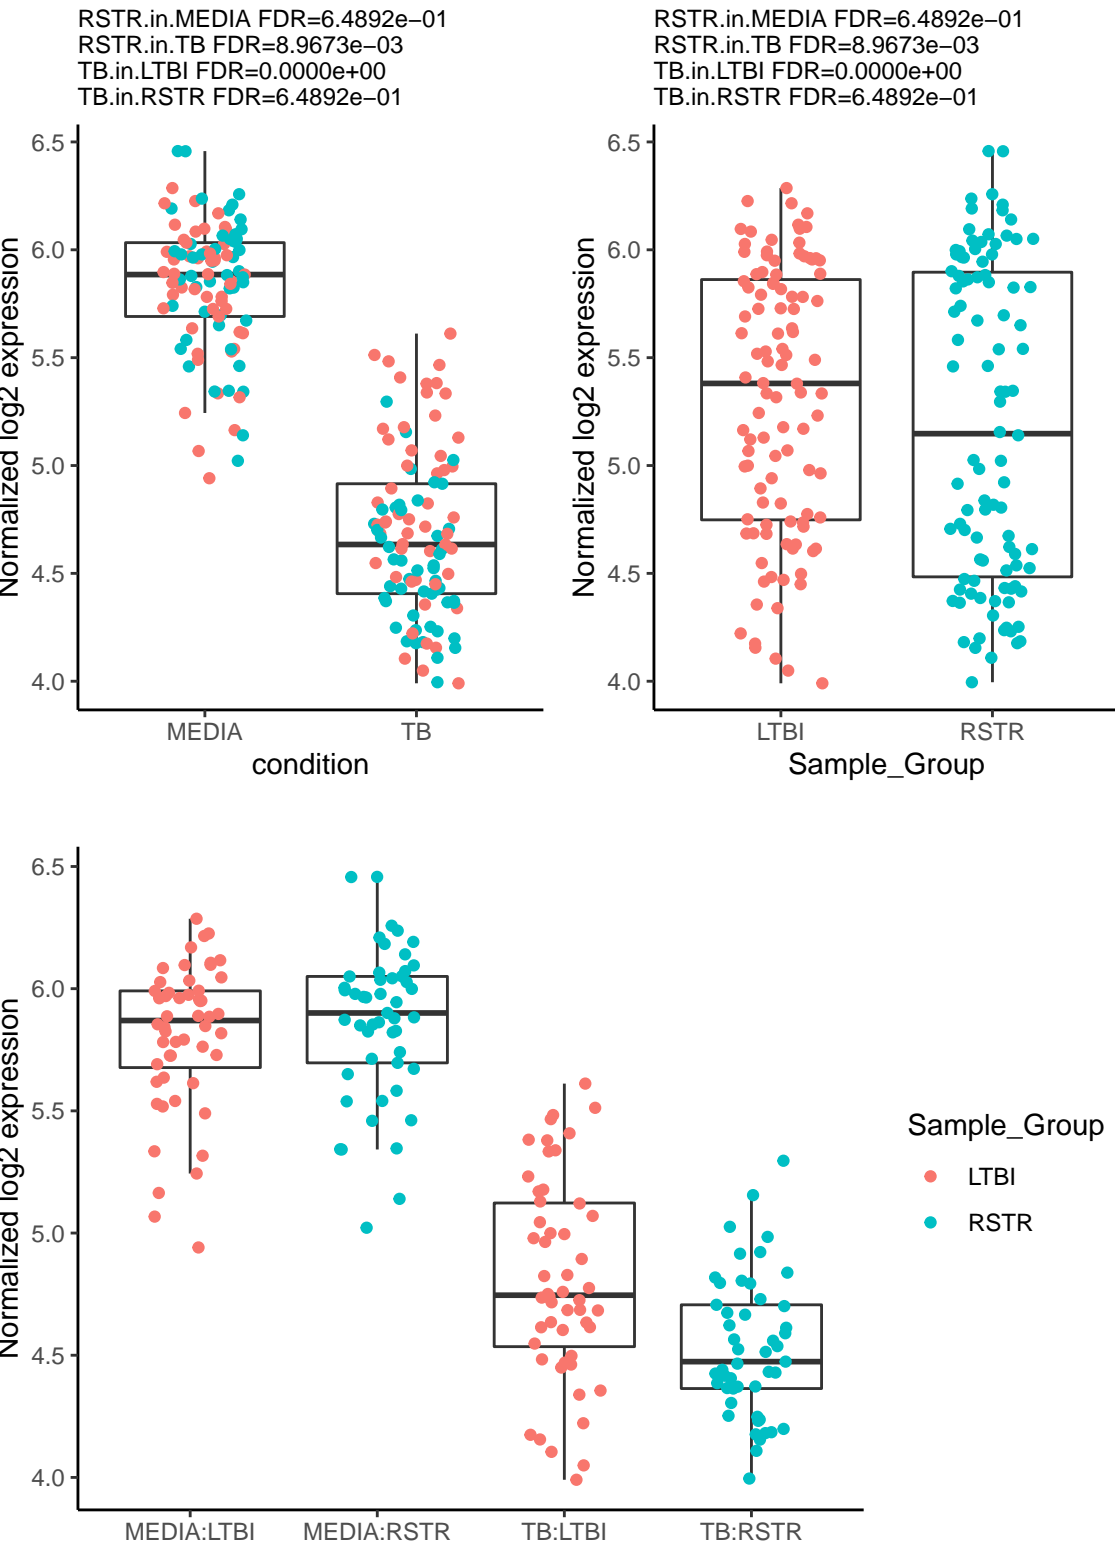 RSTR.in.MEDIA FDR=6.4892e−01
RSTR.in.TB FDR=8.9673e−03
TB.in.LTBI FDR=0.0000e+00
TB.in.RSTR FDR=6.4892e−01
Normalized log2 expression
6.5
6.0
5.5
5.0
4.5
4.0
MEDIA TB
condition
RSTR.in.MEDIA FDR=6.4892e−01
RSTR.in.TB FDR=8.9673e−03
TB.in.LTBI FDR=0.0000e+00
TB.in.RSTR FDR=6.4892e−01
Normalized log2 expression
6.5
6.0
5.5
5.0
4.5
4.0
LTBI RSTR
Sample_Group
Normalized log2 expression
6.5
6.0
5.5
5.0
4.5
4.0
MEDIA:LTBI MEDIA:RSTR TB:LTBI TB:RSTR
Sample_Group
LTBI
RSTR